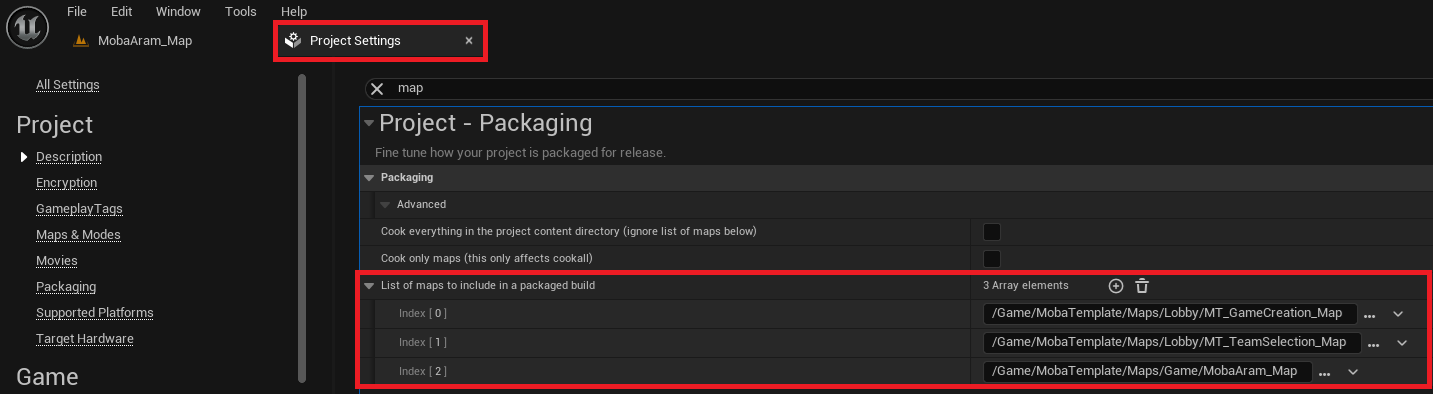 File Edit Window Tools Help
MobaAram_Map Project Settings
All Settings
map
Project
Project - Packaging
Description
Fine tune how your project is packaged for release.
Encryption
Packaging
GameplayTags
Advanced
Maps & Modes
Cook everything in the project content directory (ignore list of maps below)
Movies
Cook only maps (this only affects cookall)
Packaging
List of maps to include in a packaged build 3 Array elements
Supported Platforms
Index [ 0 ] /Game/MobaTemplate/Maps/Lobby/MT_GameCreation_Map
Target Hardware
Index [ 1 ] /Game/MobaTemplate/Maps/Lobby/MT_TeamSelection_Map
Game
Index [ 2 ] /Game/MobaTemplate/Maps/Game/MobaAram_Map